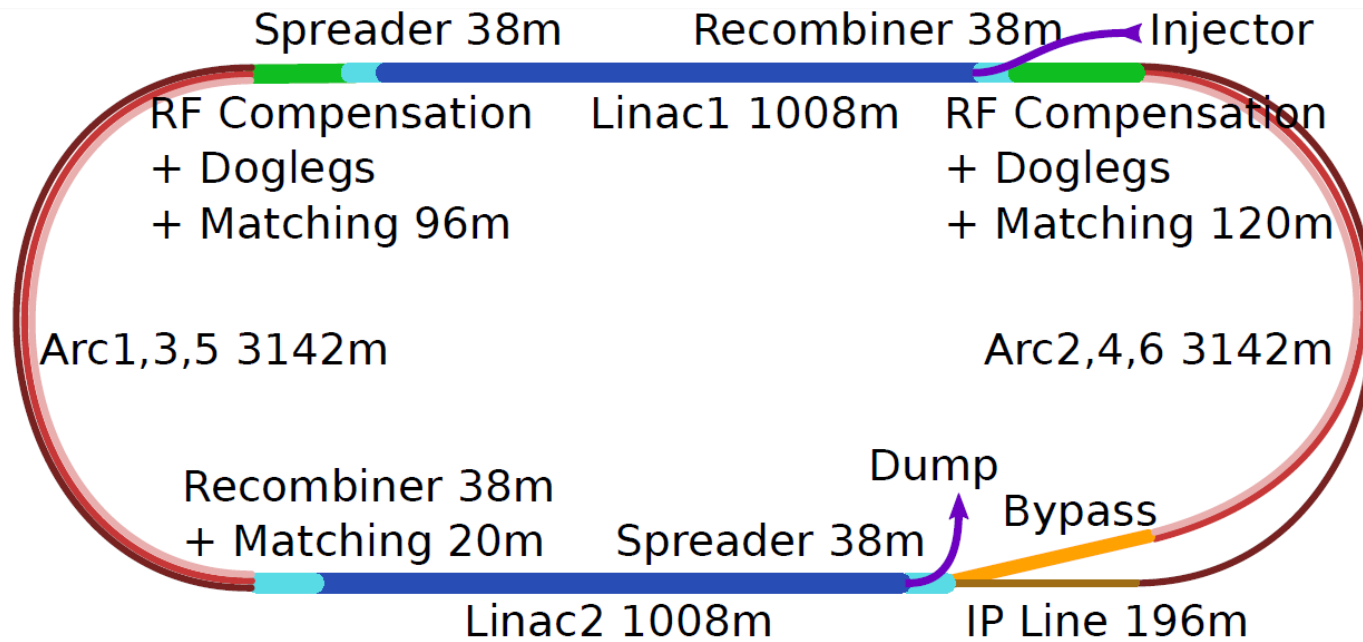 Spreader 38m
Recombiner 38m
Injector
RF Compensation
+ Doglegs
+ Matching 96m
Linac1 1008m
RF Compensation
+ Doglegs
+ Matching 120m
Arc1,3,5 3142m
Arc2,4,6 3142m
Recombiner 38m
+ Matching 20m
Spreader 38m
Dump
Bypass
Linac2 1008m
IP Line 196m